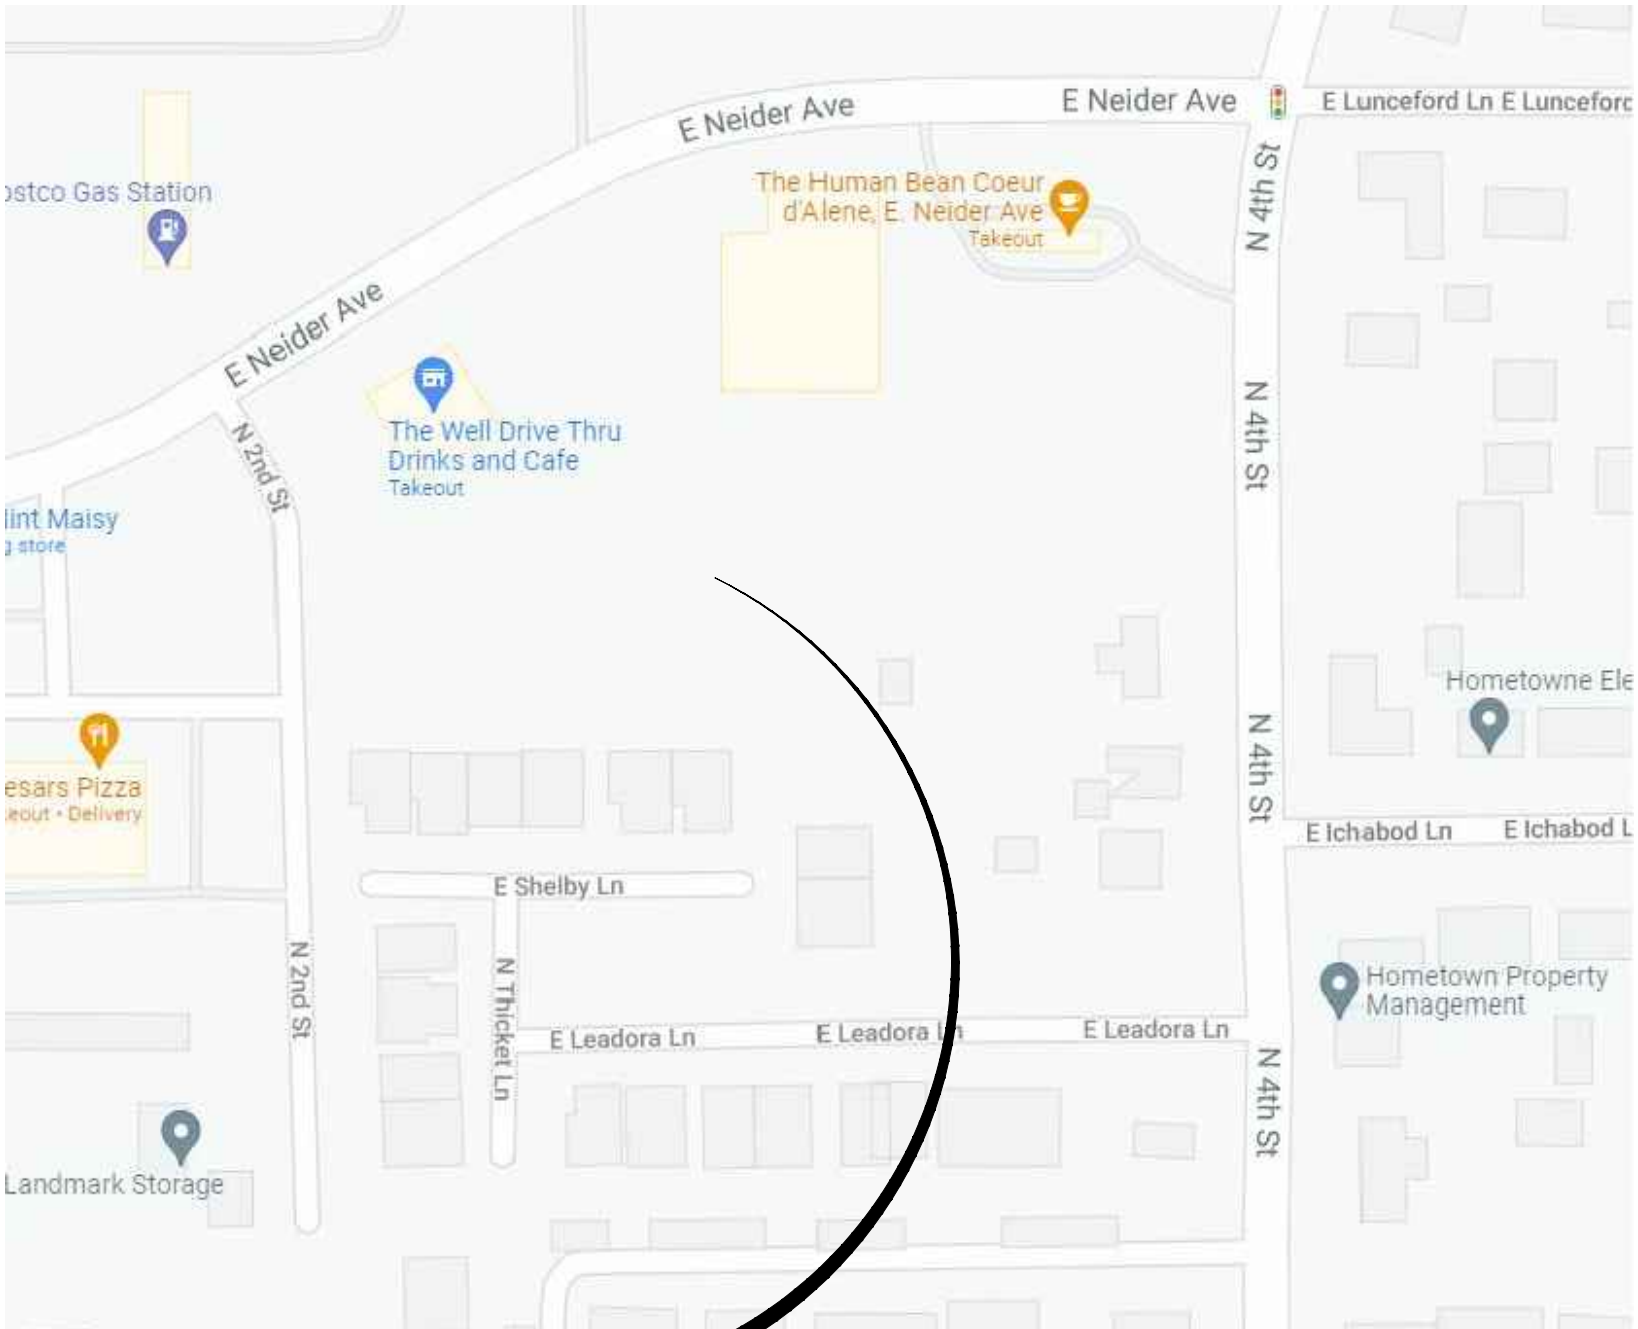 E Neider Ave
E Neider Ave
E Lunceford Ln
E Lunceford
ostco Gas Station
The Human Bean Coeur
d'Alene, E. Neider Ave
Takeout
N 4th St
E Neider Ave
The Well Drive Thru
Drinks and Cafe
Takeout
N 2nd St
N 4th St
lint Maisy
g store
Hometowne Ele
N 4th St
esars Pizza
eout • Delivery
E Ichabod Ln
E Ichabod L
E Shelby Ln
N 2nd St
N Thicket Ln
Hometown Property
Management
E Leadora Ln
E Leadora Ln
E Leadora Ln
N 4th St
Landmark Storage